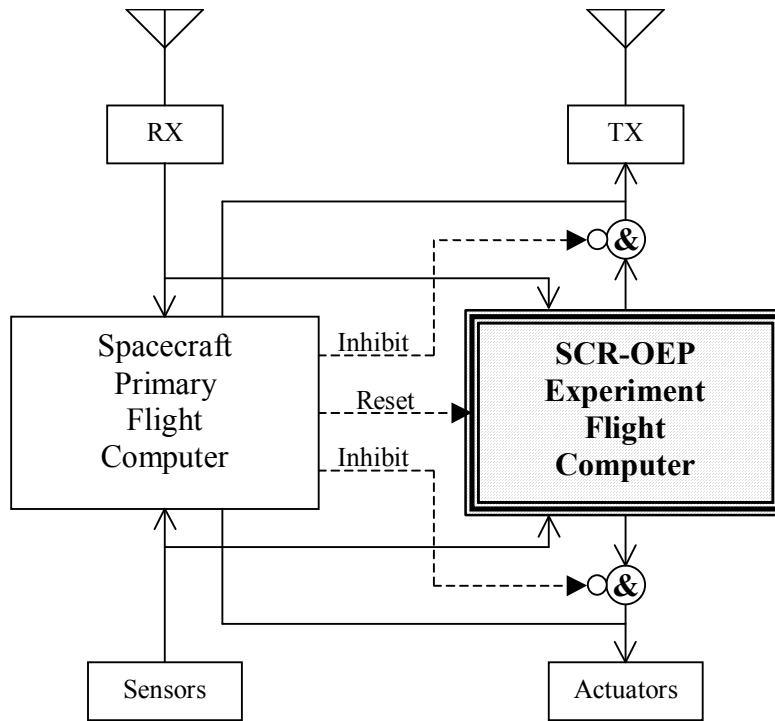 RX
TX
&
Spacecraft
Primary
Flight
Computer
Inhibit
Reset
Inhibit
SCR-OEP
Experiment
Flight
Computer
&
Sensors
Actuators